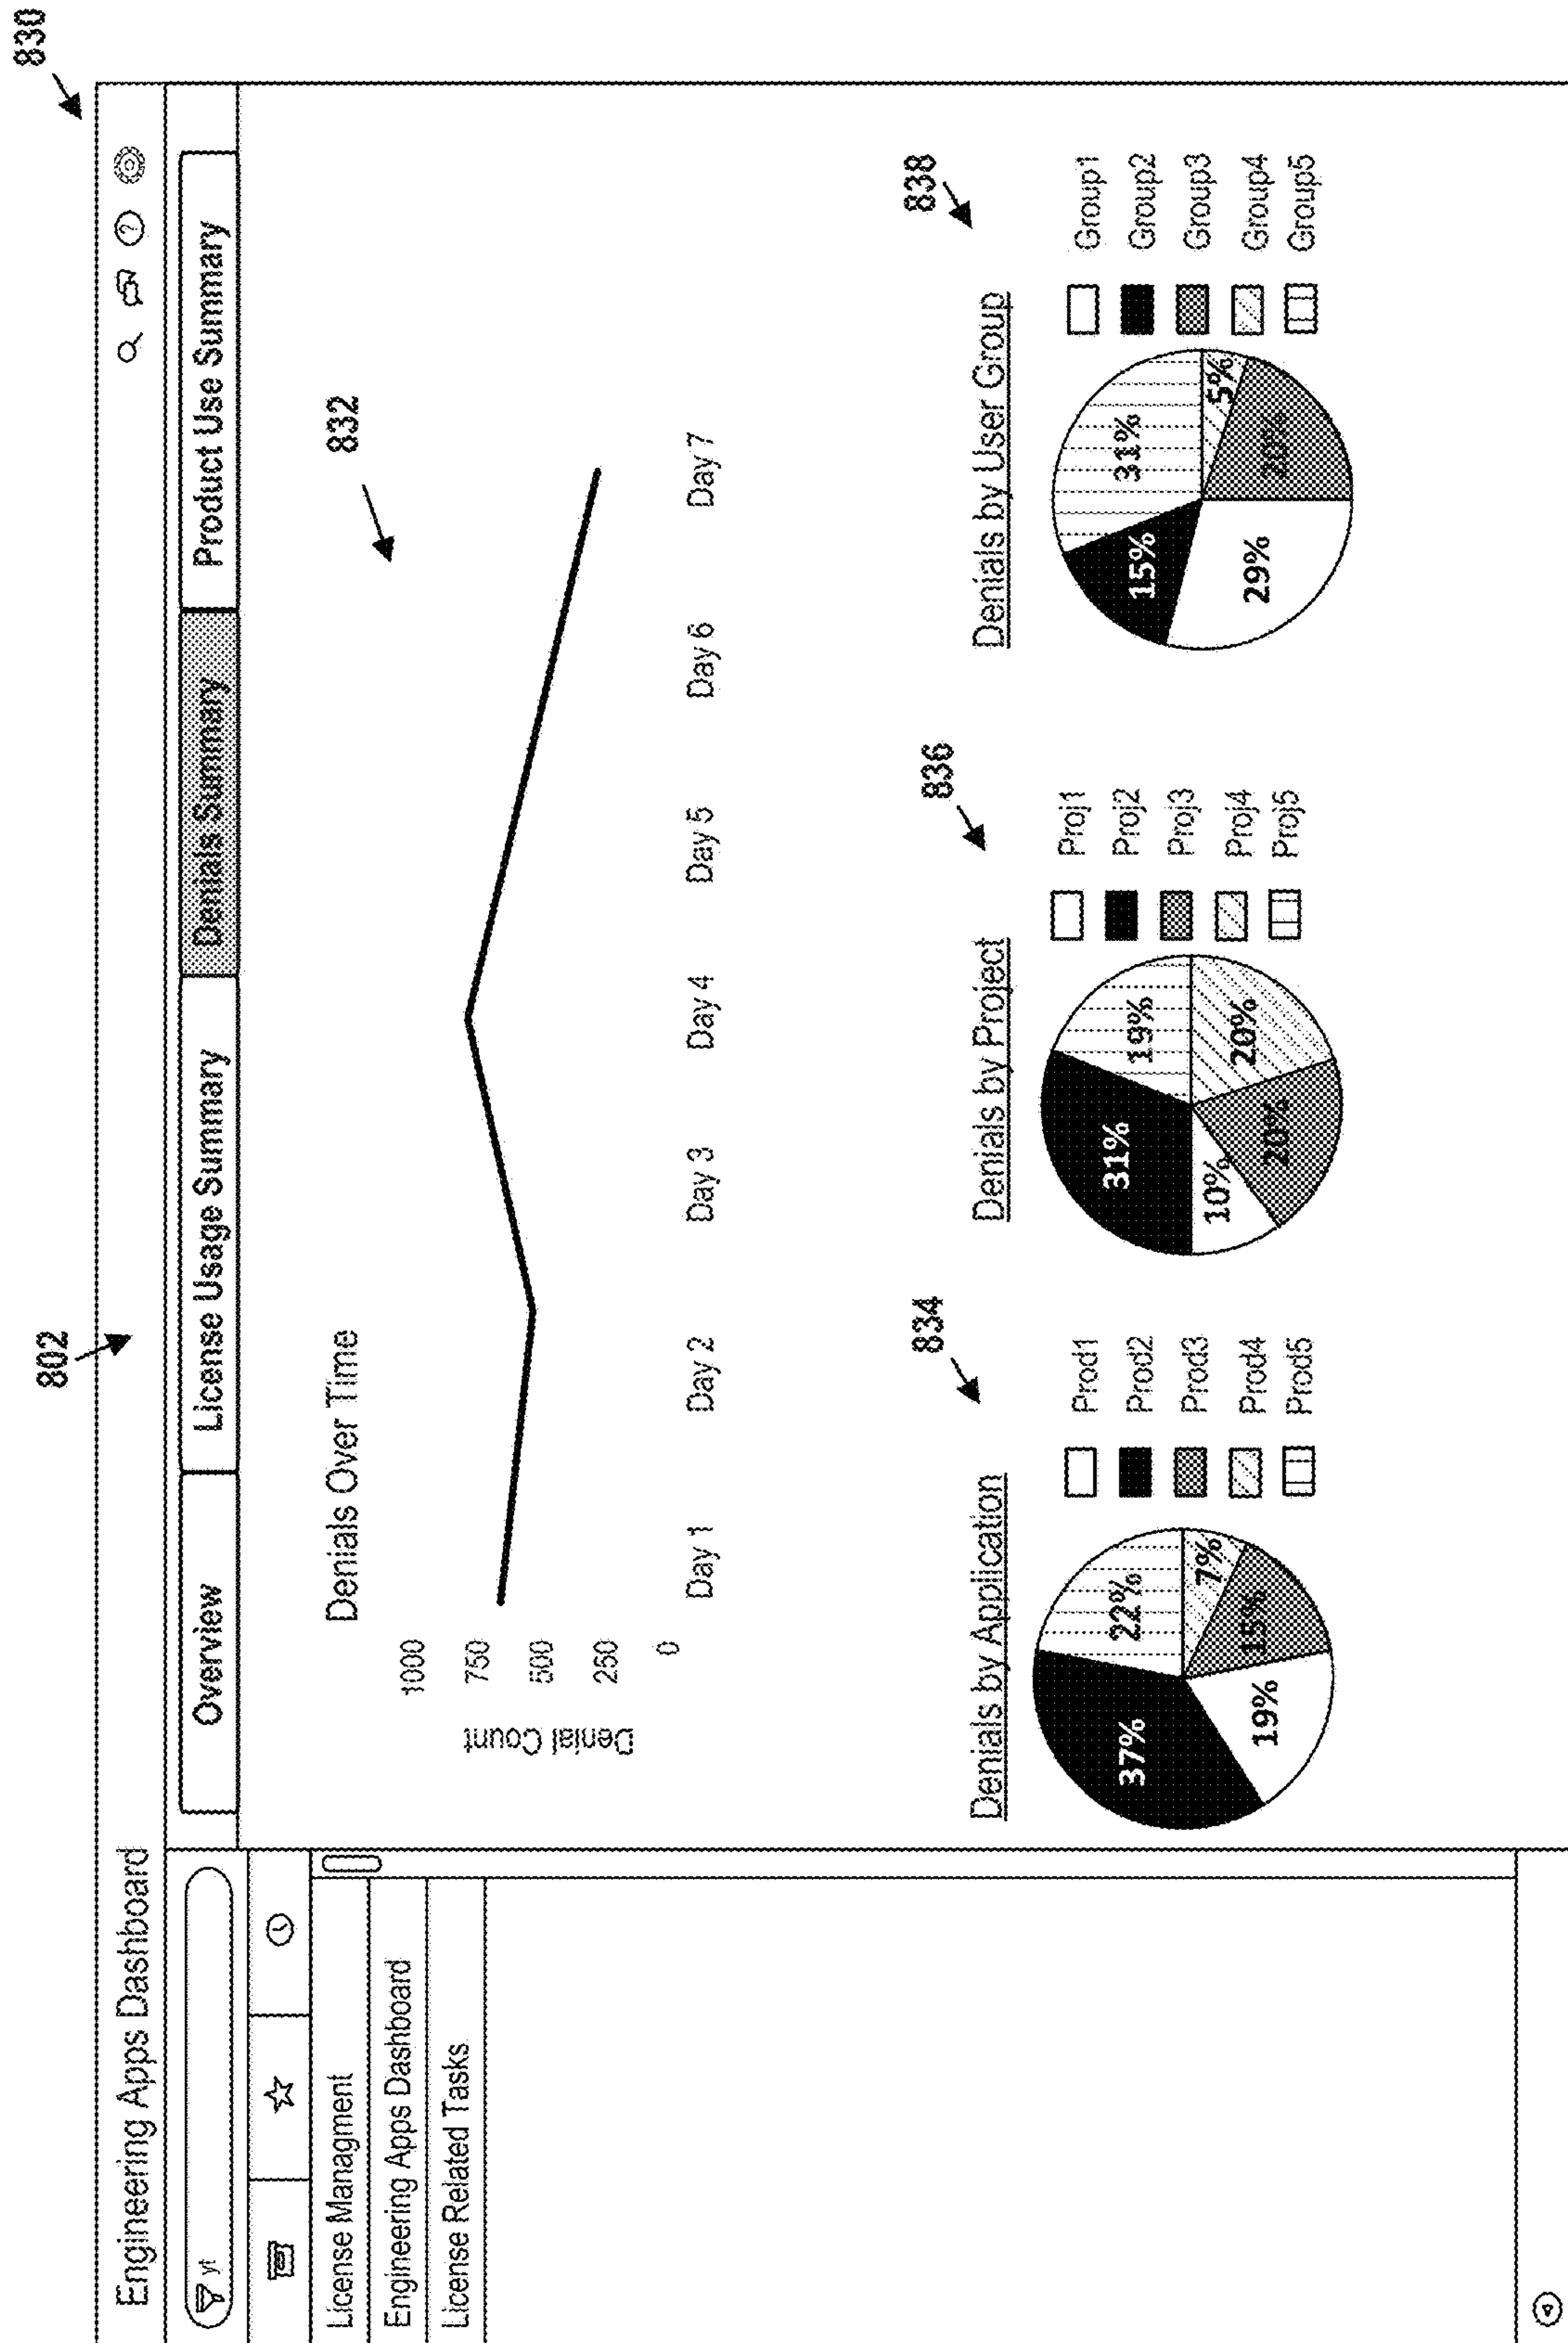 830
802
Engineering Apps Dashboard
yt
Overview
License Usage Summary
Denials Summary
Product Use Summary
License Managment
Engineering Apps Dashboard
License Related Tasks
Denials Over Time
832
Denial Count
1000
750
500
250
0
Day 1
Day 2
Day 3
Day 4
Day 5
Day 6
Day 7
834
Denials by Application
37%
22%
7%
15%
19%
Prod1
Prod2
Prod3
Prod4
Prod5
836
Denials by Project
31%
19%
20%
20%
10%
Proj1
Proj2
Proj3
Proj4
Proj5
838
Denials by User Group
15%
31%
5%
20%
29%
Group1
Group2
Group3
Group4
Group5